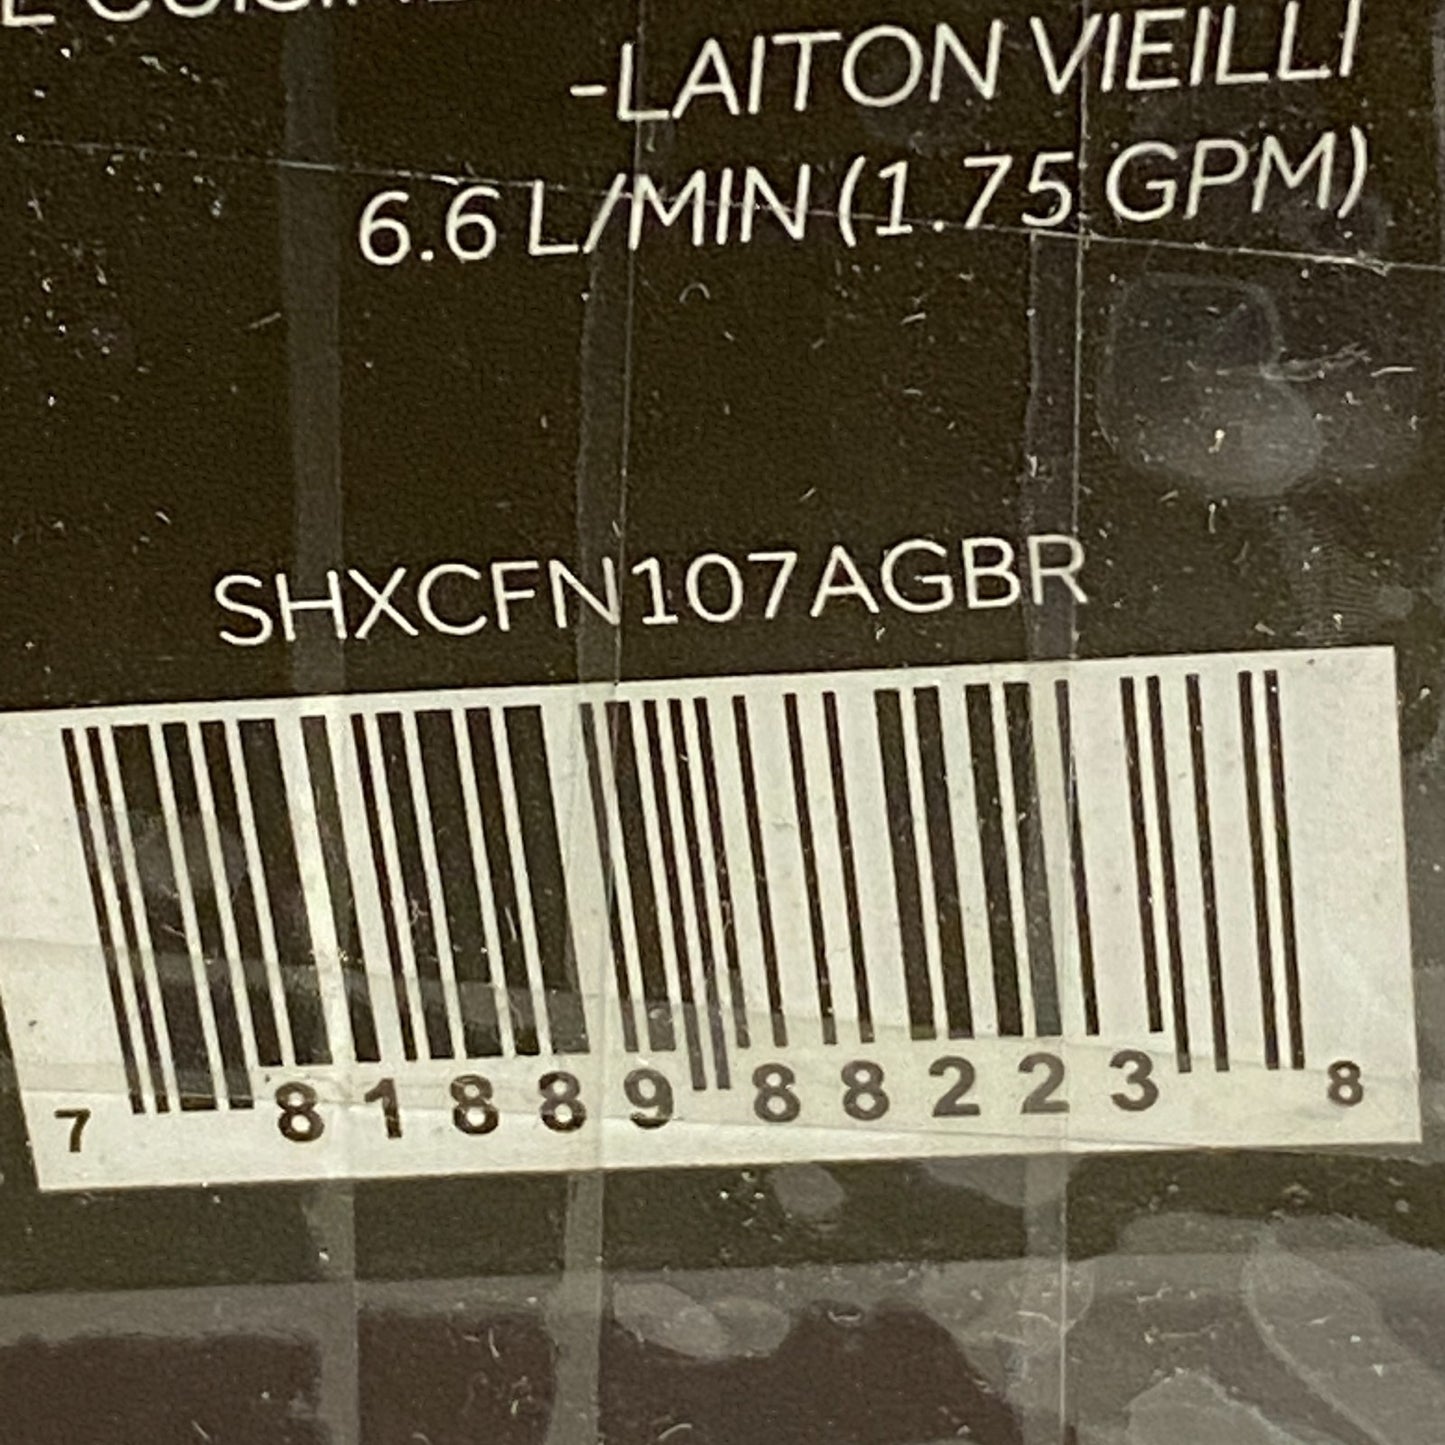 -LAITON VIEILLI
6.6 L/MIN (1.75 GPM)
SHXCFN107AGBR
7 81889 88223 8